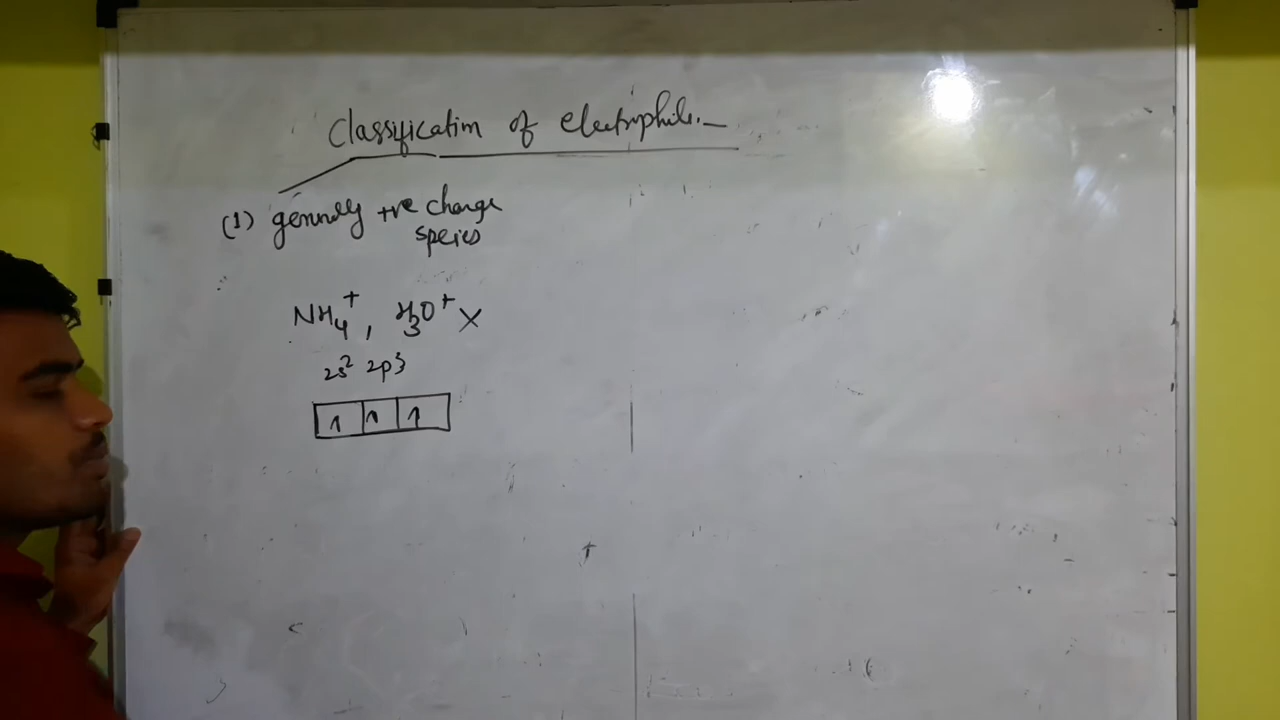 Classification of electrophile._
(1) generally +ve charge
species
NH₄⁺, H₃O⁺ X
2s² 2p³
↿ ↿ ↿